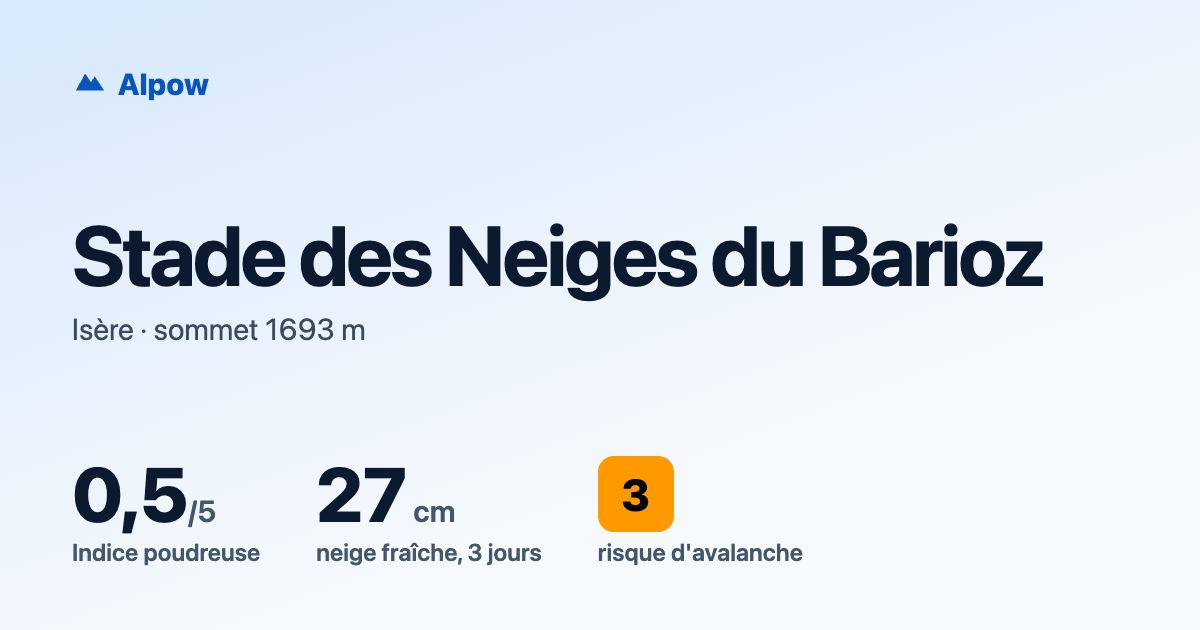 Alpow
Stade des Neiges du Barioz
Isère · sommet 1693 m
0,5/5
Indice poudreuse
27 cm
neige fraîche, 3 jours
3
risque d'avalanche